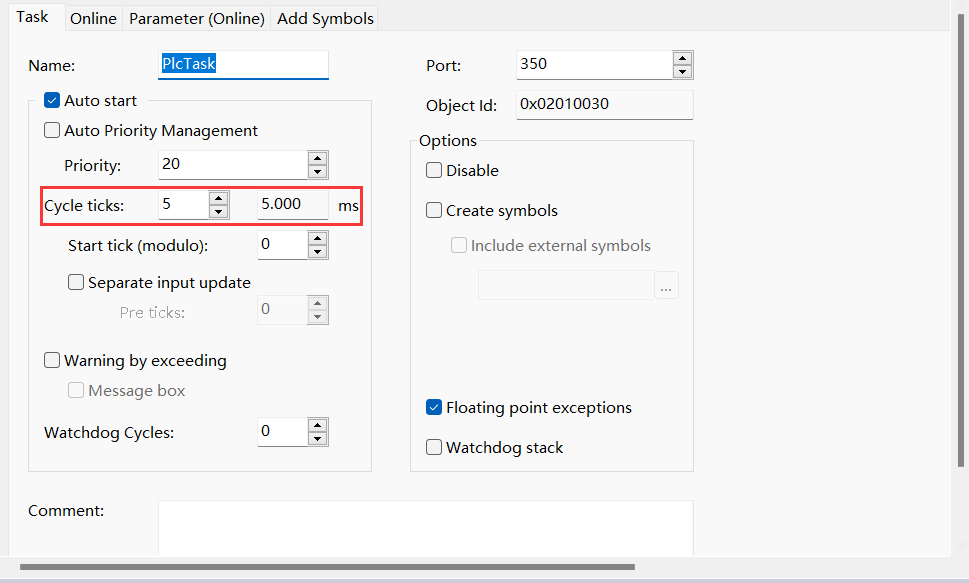 Task Online Parameter (Online) Add Symbols
Name: PlcTask
Port: 350
Auto start
Object Id: 0x02010030
Auto Priority Management
Options
Priority: 20
Disable
Cycle ticks: 5 5.000 ms
Create symbols
Start tick (modulo): 0
Include external symbols
Separate input update
...
Pre ticks: 0
Warning by exceeding
Message box
Floating point exceptions
Watchdog Cycles: 0
Watchdog stack
Comment: